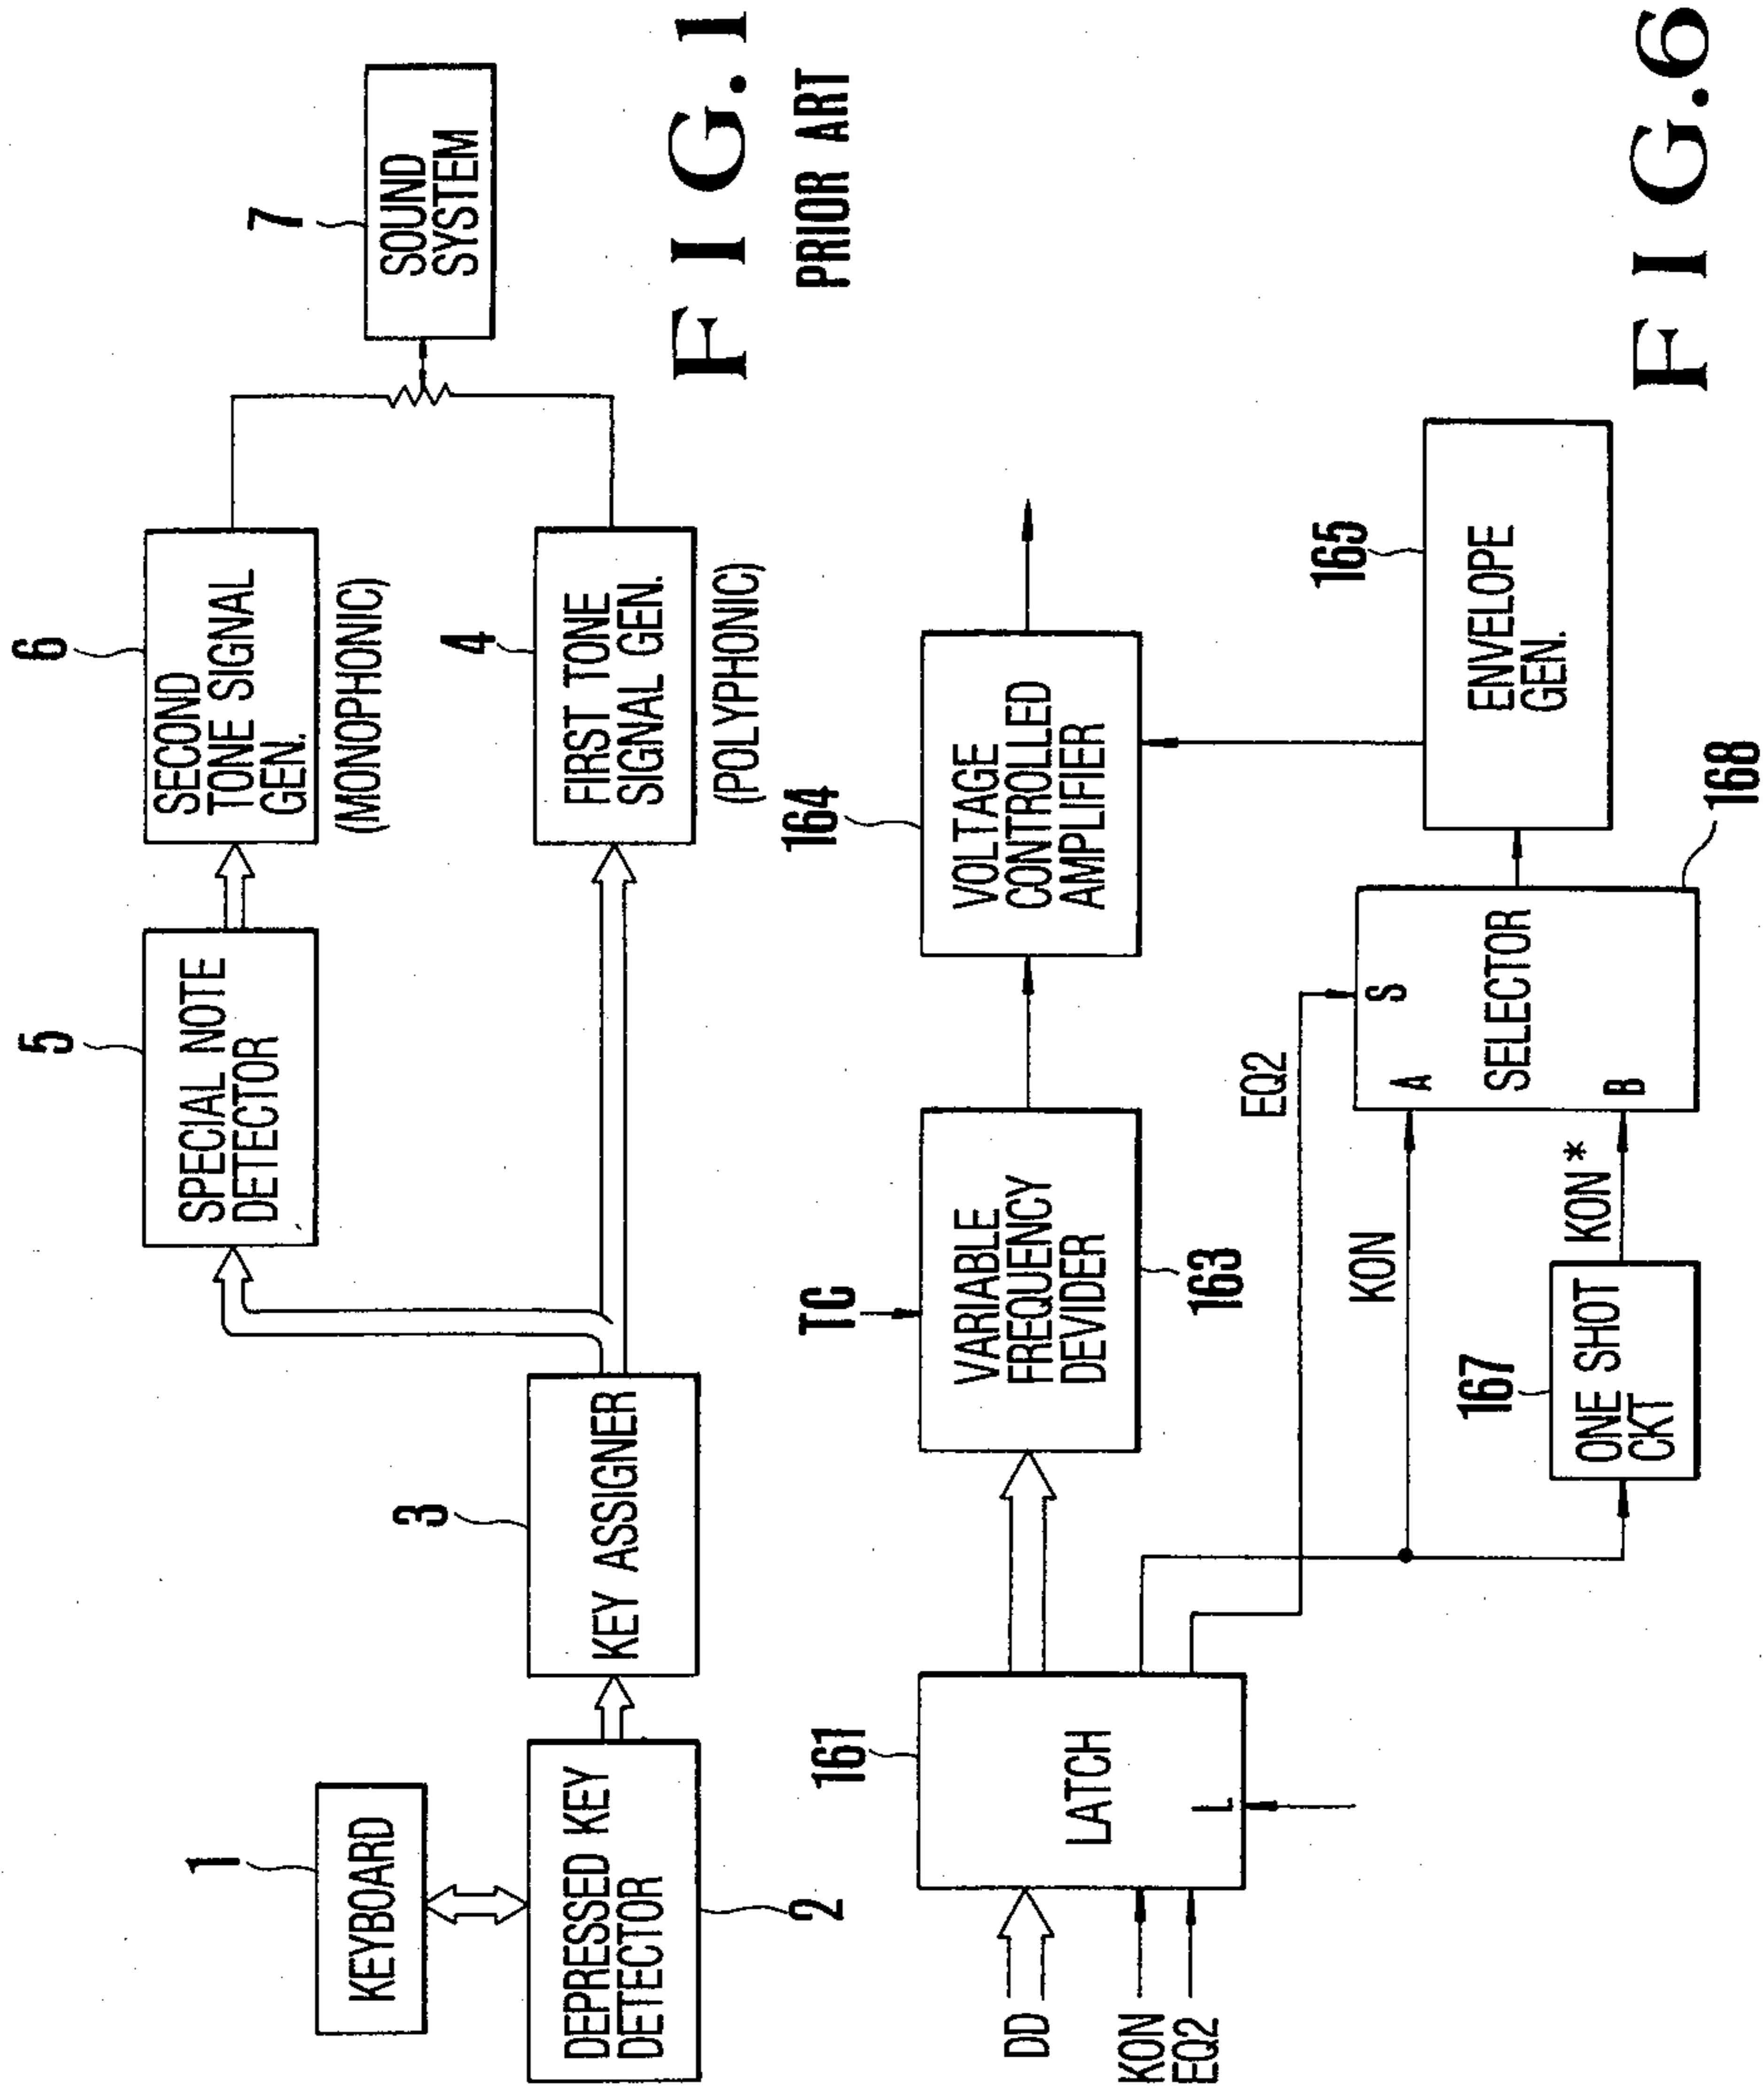 1
KEYBOARD
DEPRESSED KEY
DETECTOR
2
3
KEY ASSIGNER
5
SPECIAL NOTE
DETECTOR
6
SECOND
TONE SIGNAL
GEN.
(MONOPHONIC)
4
FIRST TONE
SIGNAL GEN.
(POLYPHONIC)
7
SOUND
SYSTEM
FIG.1
PRIOR ART
DD
KON
EQ2
161
LATCH
L
TC
VARIABLE
FREQUENCY
DEVIDER
163
164
VOLTAGE
CONTROLLED
AMPLIFIER
EQ2
KON
167
ONE SHOT
CKT
KON*
S
A
SELECTOR
B
168
165
ENVELOPE
GEN.
FIG.6